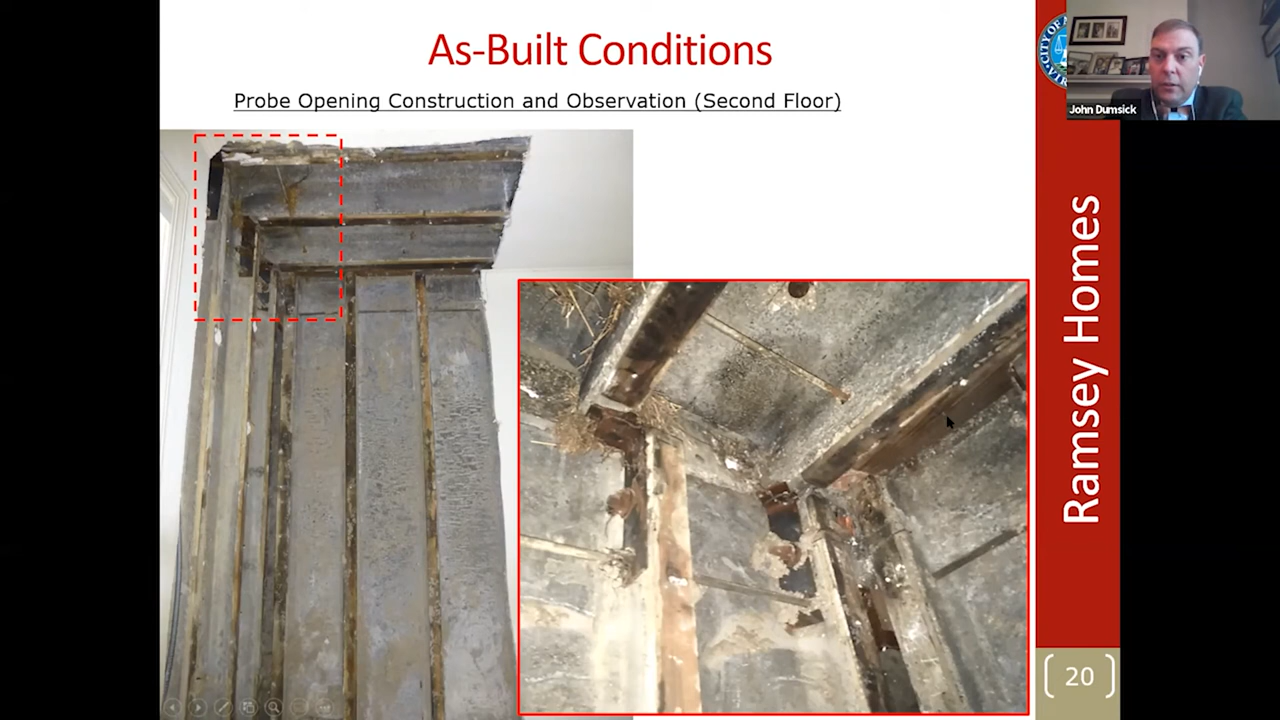 As-Built Conditions
Probe Opening Construction and Observation (Second Floor)
John Dumsick
Ramsey Homes
20